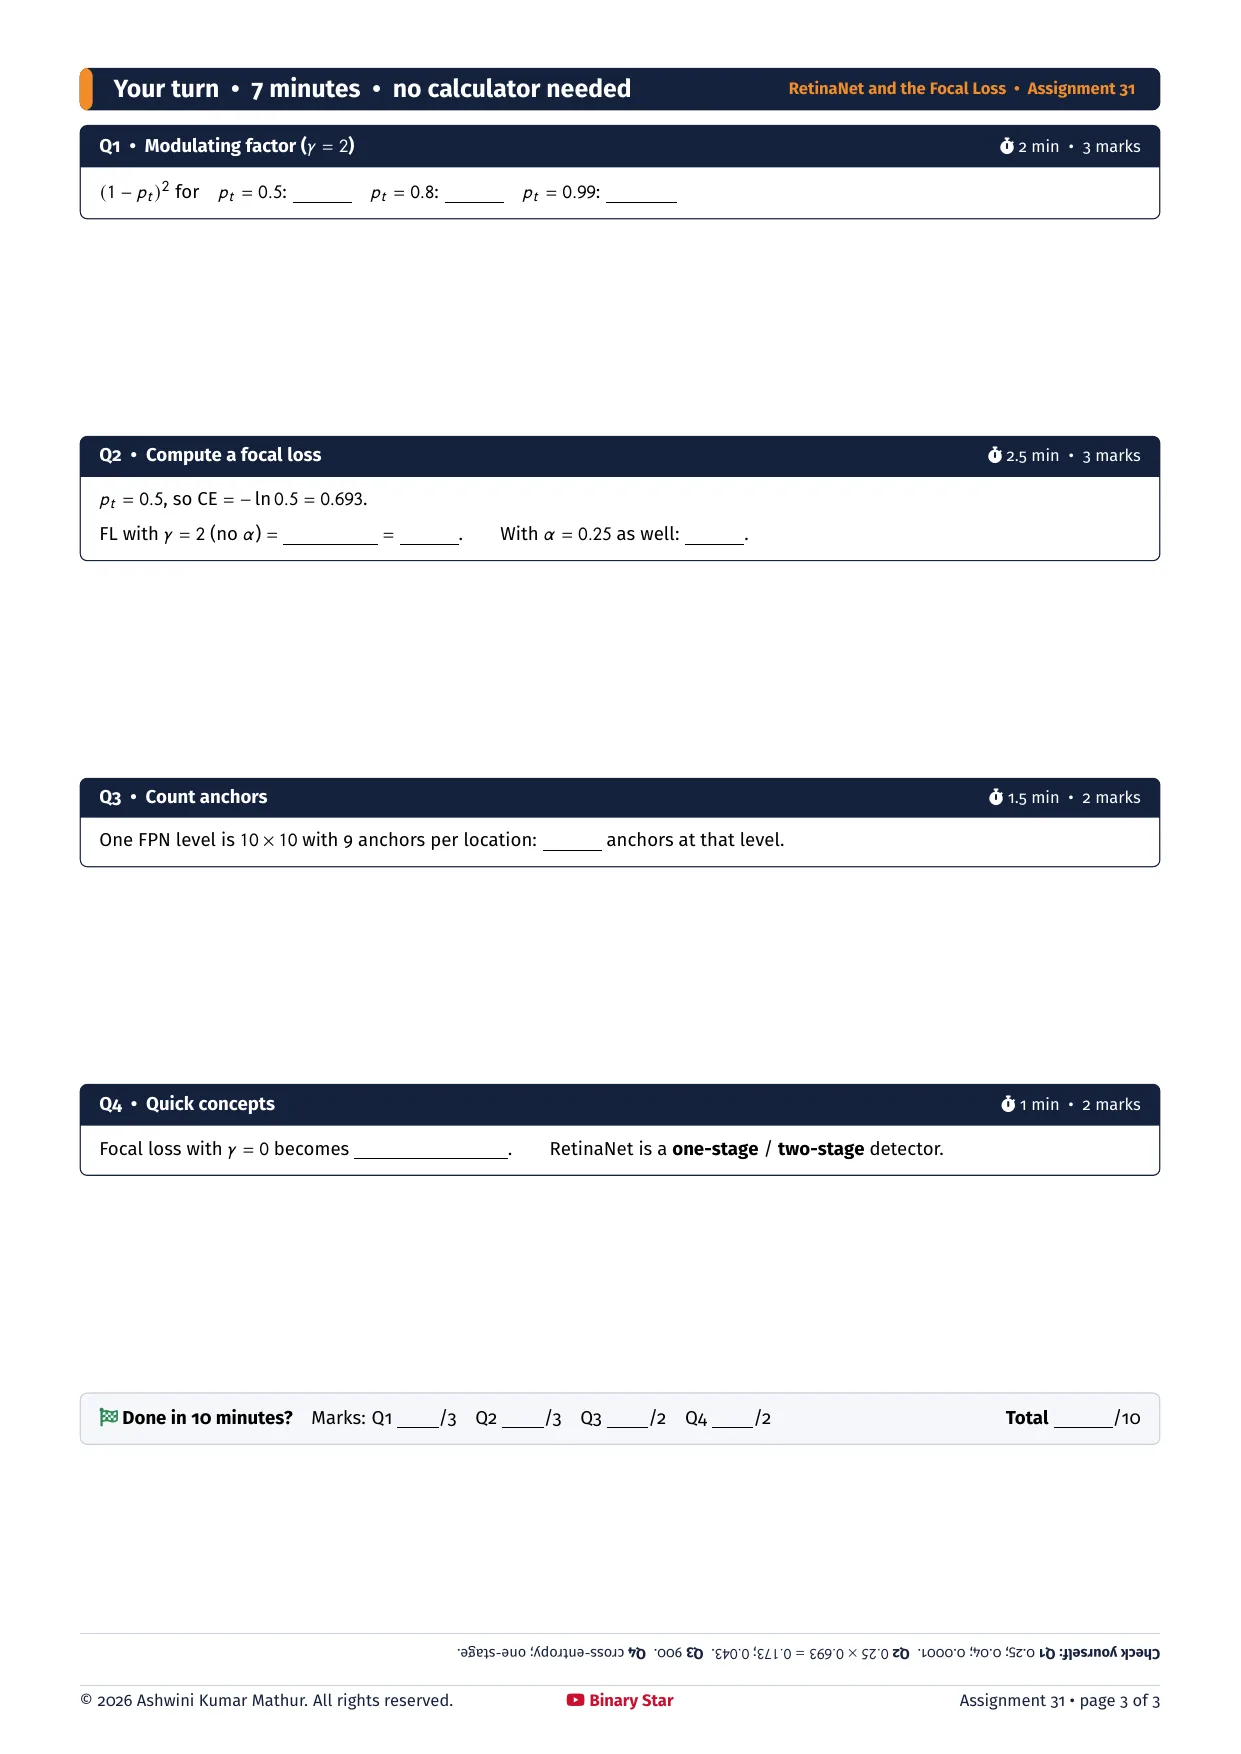 Your turn • 7 minutes • no calculator needed RetinaNet and the Focal Loss • Assignment 31
Q1 • Modulating factor (γ = 2) 2 min • 3 marks
(1 − pₜ)² for pₜ = 0.5: ______ pₜ = 0.8: ______ pₜ = 0.99: _______
Q2 • Compute a focal loss 2.5 min • 3 marks
pₜ = 0.5, so CE = − ln 0.5 = 0.693.
FL with γ = 2 (no α) = __________ = ______. With α = 0.25 as well: ______.
Q3 • Count anchors 1.5 min • 2 marks
One FPN level is 10 × 10 with 9 anchors per location: ______ anchors at that level.
Q4 • Quick concepts 1 min • 2 marks
Focal loss with γ = 0 becomes ________________. RetinaNet is a one-stage / two-stage detector.
Done in 10 minutes? Marks: Q1 ____/3 Q2 ____/3 Q3 ____/2 Q4 ____/2 Total ______/10
Check yourself: Q1 0.25; 0.04; 0.0001. Q2 0.25 × 0.693 = 0.173; 0.043. Q3 900. Q4 cross-entropy; one-stage.
© 2026 Ashwini Kumar Mathur. All rights reserved. Binary Star Assignment 31 • page 3 of 3